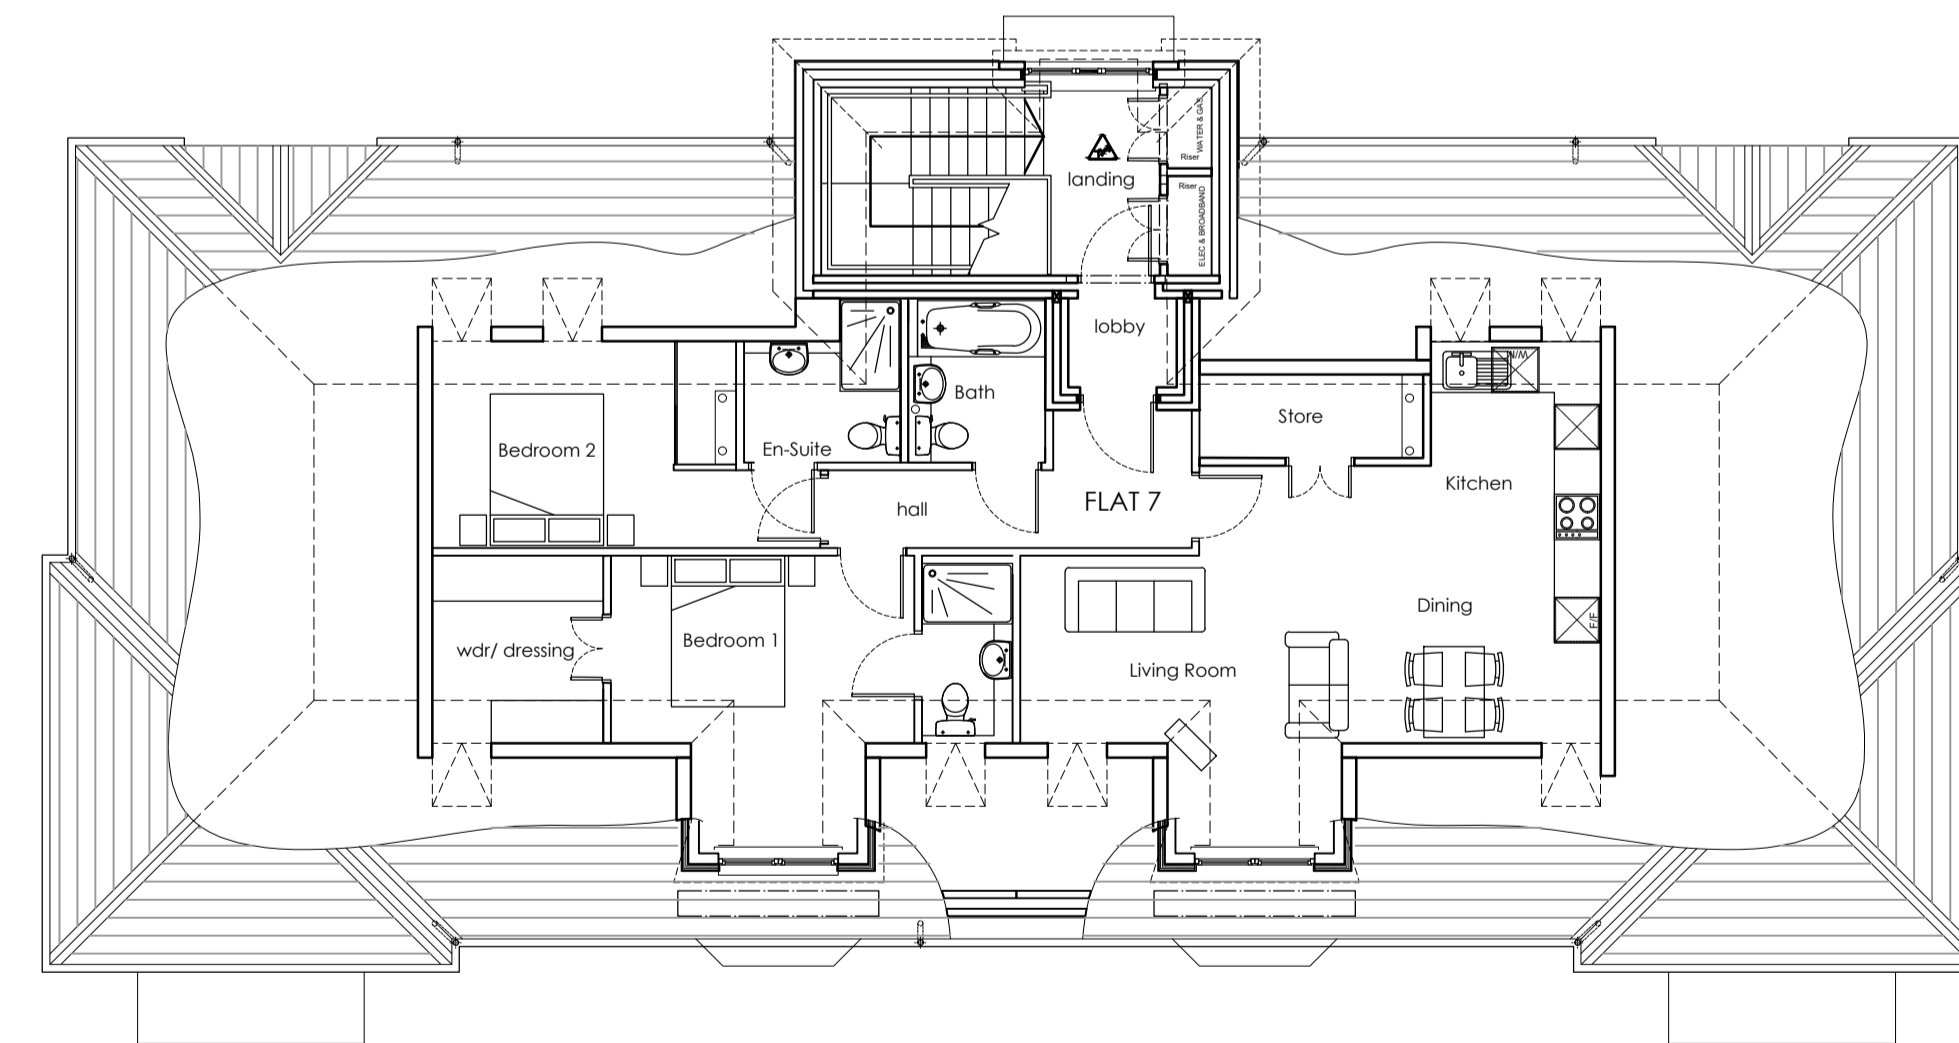 WATER & GAS
Riser
landing
Riser
ELEC & BROADBAND
lobby
Bath
Store
Bedroom 2
En-Suite
Kitchen
hall
FLAT 7
Dining
F/F
wdr/ dressing
Bedroom 1
Living Room